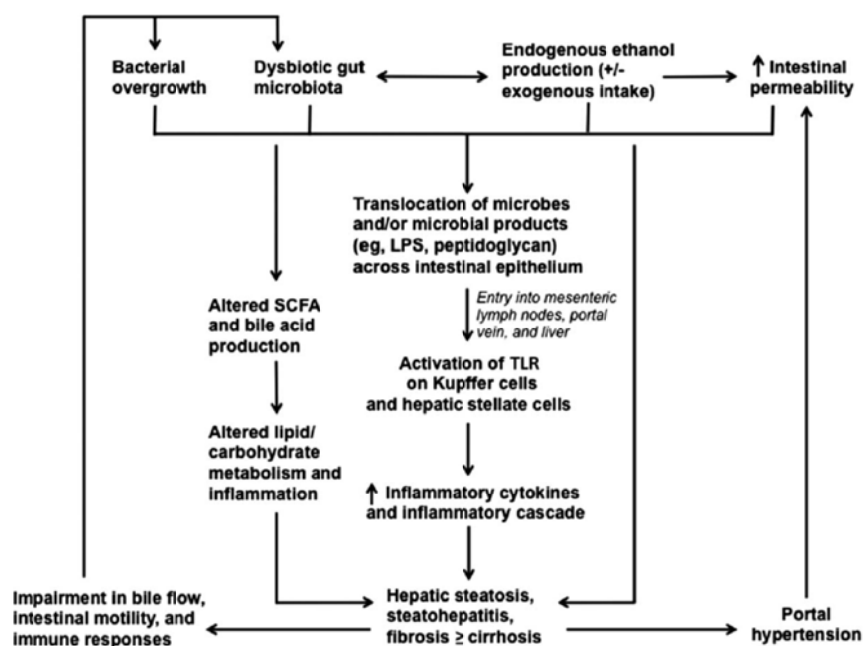 Bacterial
overgrowth
Dysbiotic gut
microbiota
Endogenous ethanol
production (+/-
exogenous intake)
↑ Intestinal
permeability
Translocation of microbes
and/or microbial products
(eg, LPS, peptidoglycan)
across intestinal epithelium
Entry into mesenteric
lymph nodes, portal
vein, and liver
Altered SCFA
and bile acid
production
Activation of TLR
on Kupffer cells
and hepatic stellate cells
Altered lipid/
carbohydrate
metabolism and
inflammation
↑ Inflammatory cytokines
and inflammatory cascade
Impairment in bile flow,
intestinal motility, and
immune responses
Hepatic steatosis,
steatohepatitis,
fibrosis ≥ cirrhosis
Portal
hypertension